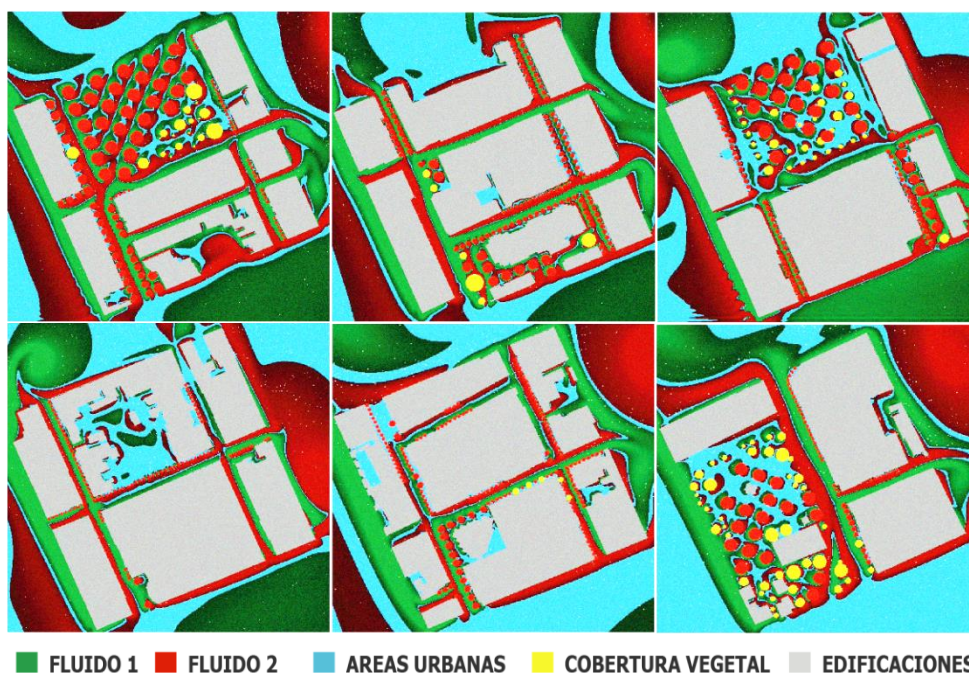 FLUIDO 1 FLUIDO 2 AREAS URBANAS COBERTURA VEGETAL EDIFICACIONES